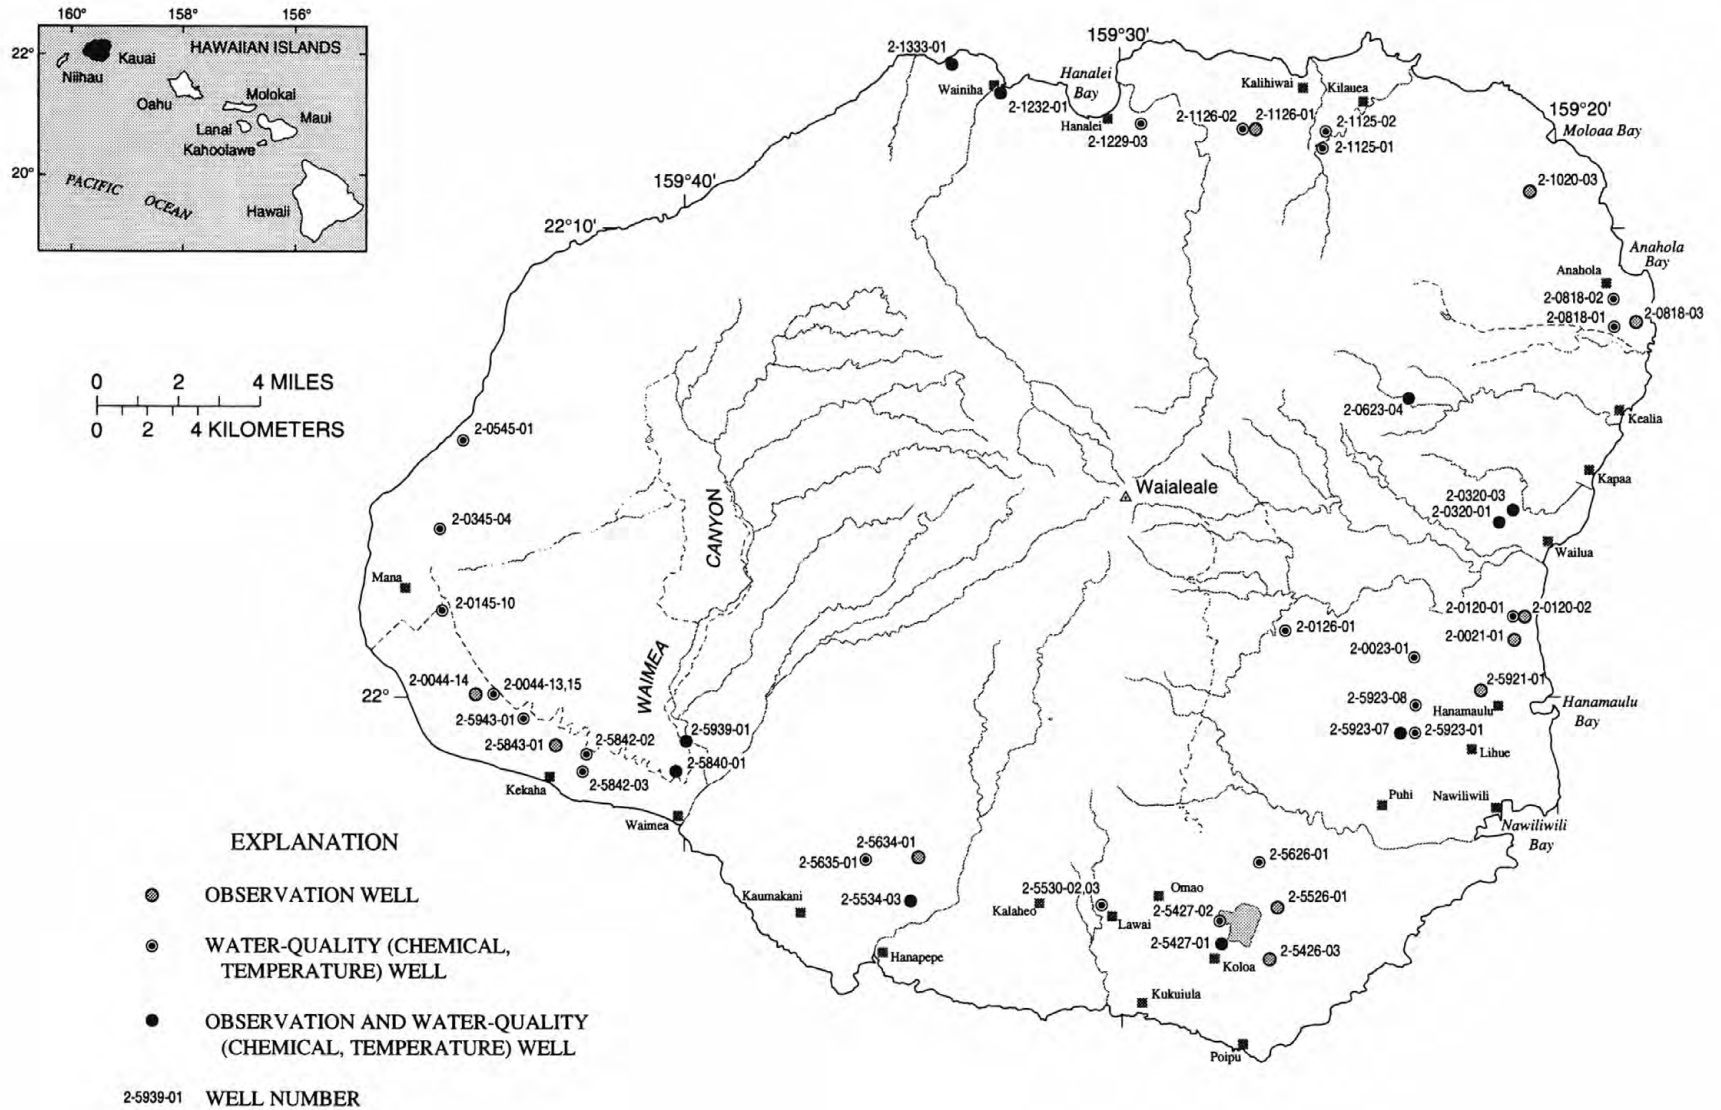 160°
158°
156°
22°
20°
HAWAIIAN ISLANDS
Kauai
Niihau
Oahu
Molokai
Lanai
Maui
Kahoolawe
Hawaii
PACIFIC OCEAN
0 2 4 MILES
0 2 4 KILOMETERS
159°30'
159°20'
159°40'
22°10'
22°
2-1333-01
Wainiha
2-1232-01
Hanalei
Bay
Hanalei
2-1229-03
2-1126-02
2-1126-01
Kalihiwai
Kilauea
2-1125-02
2-1125-01
Moloaa Bay
2-1020-03
Anahola
Bay
Anahola
2-0818-02
2-0818-01
2-0818-03
2-0623-04
Kealia
Kapaa
2-0320-03
2-0320-01
Wailua
Waialeale
2-0545-01
2-0345-04
Mana
2-0145-10
WAIMEA
CANYON
2-0044-14
2-0044-13,15
2-5943-01
2-5843-01
2-5842-02
2-5842-03
Kekaha
2-5939-01
2-5840-01
Waimea
2-0120-01
2-0120-02
2-0126-01
2-0021-01
2-0023-01
2-5921-01
2-5923-08
Hanamaulu
Hanamaulu
Bay
2-5923-07
2-5923-01
Lihue
Puhi
Nawiliwili
Nawiliwili
Bay
2-5634-01
2-5635-01
Kaumakani
2-5534-03
Hanapepe
2-5626-01
2-5530-02,03
Omao
Kalaheo
Lawai
2-5427-02
2-5526-01
2-5427-01
2-5426-03
Koloa
Kukuiula
Poipu
EXPLANATION
OBSERVATION WELL
WATER-QUALITY (CHEMICAL,
TEMPERATURE) WELL
OBSERVATION AND WATER-QUALITY
(CHEMICAL, TEMPERATURE) WELL
2-5939-01 WELL NUMBER